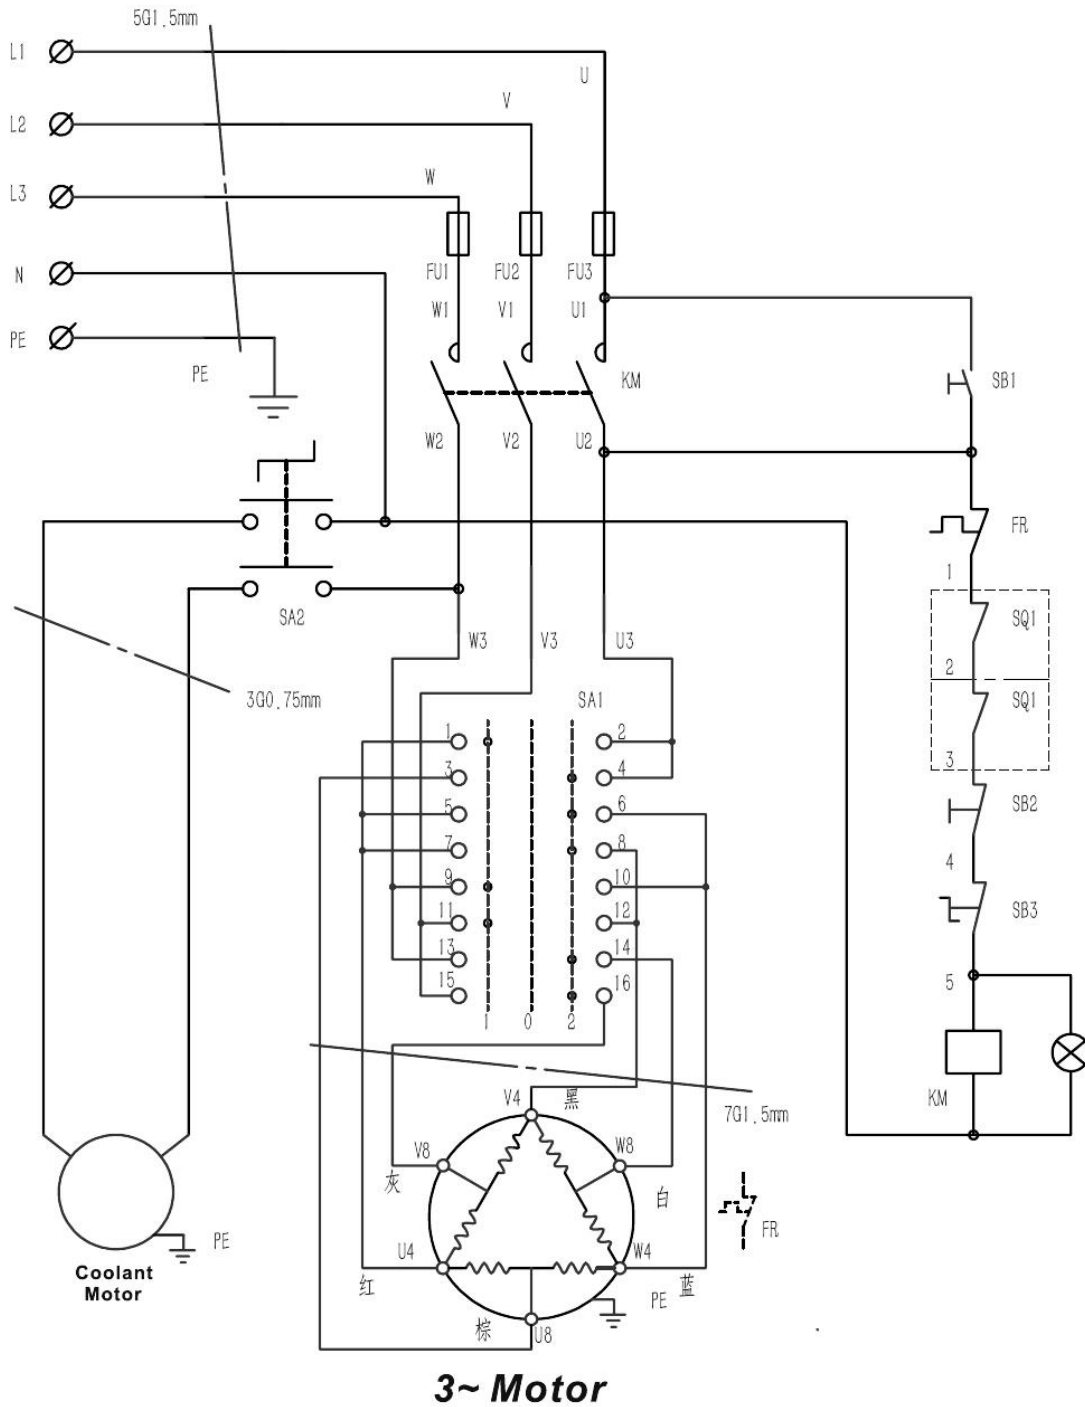 5G1.5mm
L1
U
L2
V
L3
W
FU1
FU2
FU3
N
W1
V1
U1
PE
PE
KM
SB1
W2
V2
U2
FR
1
SA2
SQ1
W3
V3
U3
2
3G0.75mm
SA1
SQ1
1
2
3
3
4
SB2
5
6
7
8
4
9
10
11
12
SB3
13
14
15
16
5
1
0
2
KM
V4
黑
7G1.5mm
V8
W8
灰
白
FR
PE
U4
W4
Coolant
Motor
红
蓝
PE
棕
U8
3~ Motor